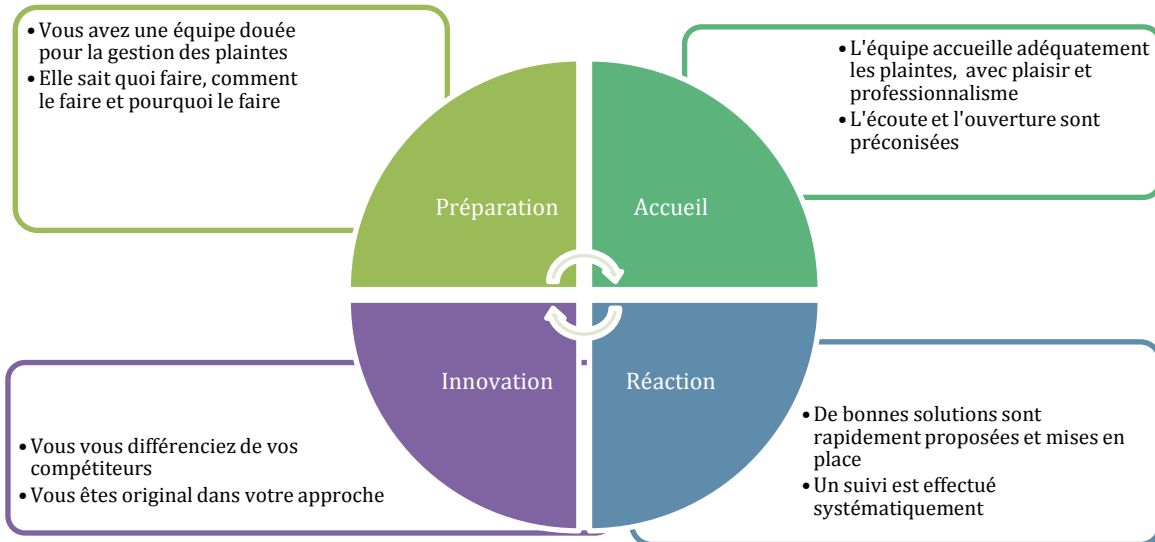 • Vous avez une équipe douée
pour la gestion des plaintes
• Elle sait quoi faire, comment
le faire et pourquoi le faire
• L'équipe accueille adéquatement
les plaintes, avec plaisir et
professionnalisme
• L'écoute et l'ouverture sont
préconisées
Préparation
Accueil
Innovation
Réaction
• Vous vous différenciez de vos
compétiteurs
• Vous êtes original dans votre approche
• De bonnes solutions sont
rapidement proposées et mises en
place
• Un suivi est effectué
systématiquement